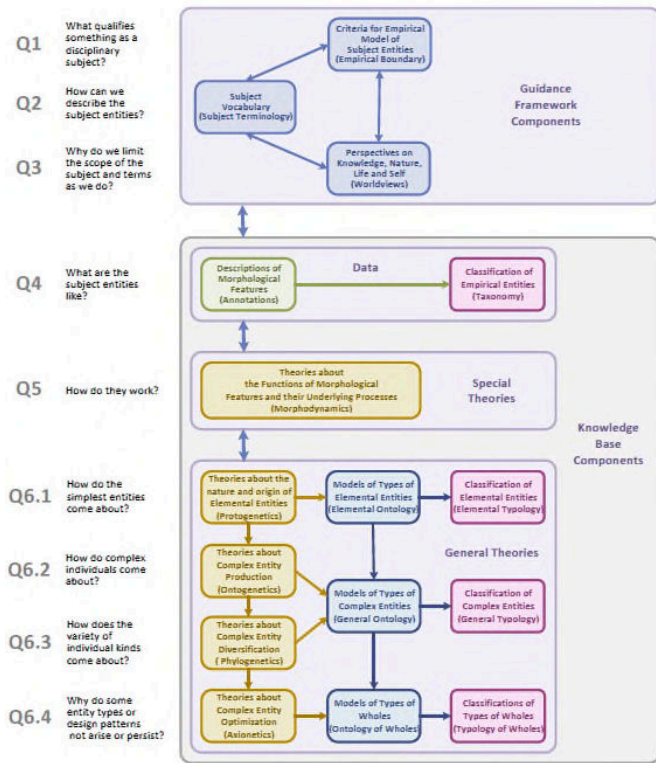 Q1
What qualifies
something as a
disciplinary
subject?
Criteria for Empirical
Model of
Subject Entities
(Empirical Boundary)
Q2
How can we
describe the
subject entities?
Subject
Vocabulary
(Subject Terminology)
Guidance
Framework
Components
Q3
Why do we limit
the scope of the
subject and terms
as we do?
Perspectives on
Knowledge, Nature,
Life and Self
(Worldviews)
Q4
What are the
subject entities
like?
Data
Descriptions of
Morphological
Features
(Annotations)
Classification of
Empirical Entities
(Taxonomy)
Q5
How do they work?
Theories about
the Functions of Morphological
Features and their Underlying Processes
(Morphodynamics)
Special
Theories
Knowledge
Base
Components
Q6.1
How do the
simplest entities
come about?
Theories about the
nature and origin of
Elemental Entities
(Protogenetics)
Models of Types of
Elemental Entities
(Elemental Ontology)
Classification of
Elemental Entities
(Elemental Typology)
General Theories
Q6.2
How do complex
individuals come
about?
Theories about
Complex Entity
Production
(Ontogenetics)
Models of Types of
Complex Entities
(General Ontology)
Classification of
Complex Entities
(General Typology)
Q6.3
How does the
variety of
individual kinds
come about?
Theories about
Complex Entity
Diversification
( Phylogenetics)
Q6.4
Why do some
entity types or
design patterns
not arise or persist?
Theories about
Complex Entity
Optimization
(Axionetics)
Models of Types of
Wholes
(Ontology of Wholes)
Classifications of
Types of Wholes
(Typology of Wholes)